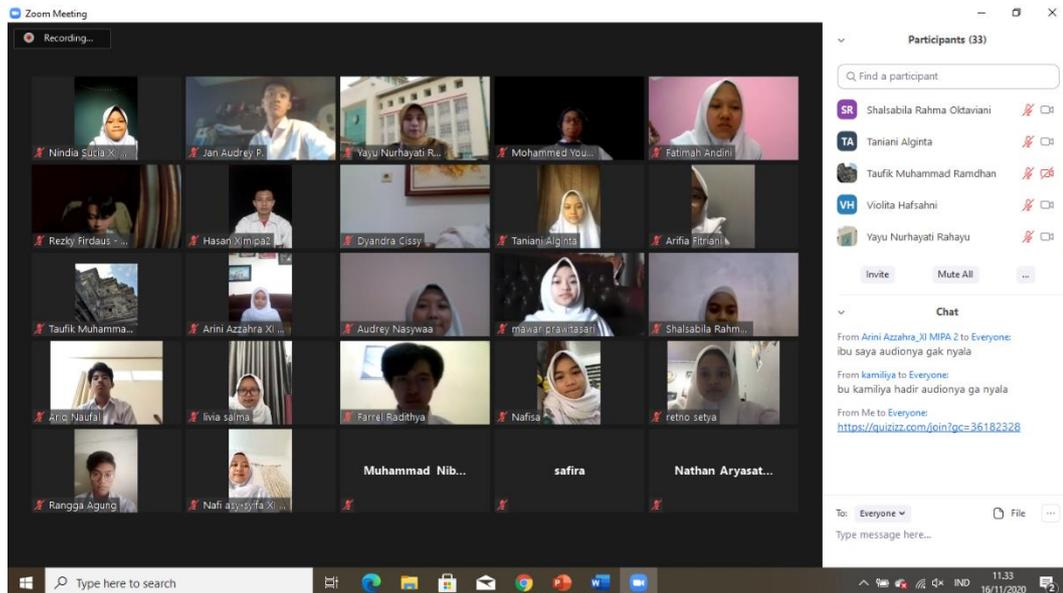 Zoom Meeting
Recording...
Nindia Sucia XI ...
Jan Audrey P.
Yayu Nurhayati R...
Mohammed You...
Fatimah Andini
Rezky Firdaus - ...
Hasan Ximipa2
Dyandra Cissy
Taniani Alginta
Arifia Fitriani
Taufik Muhamma...
Arini Azzahra XI ...
Audrey Nasywaa
mawar prawitasari
Shalsabila Rahm...
Ariq Naufal
livia salma
Farrel Radithya
Nafisa
retno setya
Rangga Agung
Nafi asy-syifa XI ...
Muhammad Nib...
safira
Nathan Aryasat...
Participants (33)
Find a participant
SR Shalsabila Rahma Oktaviani
TA Taniani Alginta
Taufik Muhammad Ramdhan
VH Violita Hafsahni
Yayu Nurhayati Rahayu
Invite Mute All ...
Chat
From Arini Azzahra_XI MIPA 2 to Everyone:
ibu saya audionya gak nyala
From kamiliya to Everyone:
bu kamiliya hadir audionya ga nyala
From Me to Everyone:
https://quizizz.com/join?gc=36182328
To: Everyone File ...
Type message here...
Type here to search
IND
11.33
16/11/2020
2